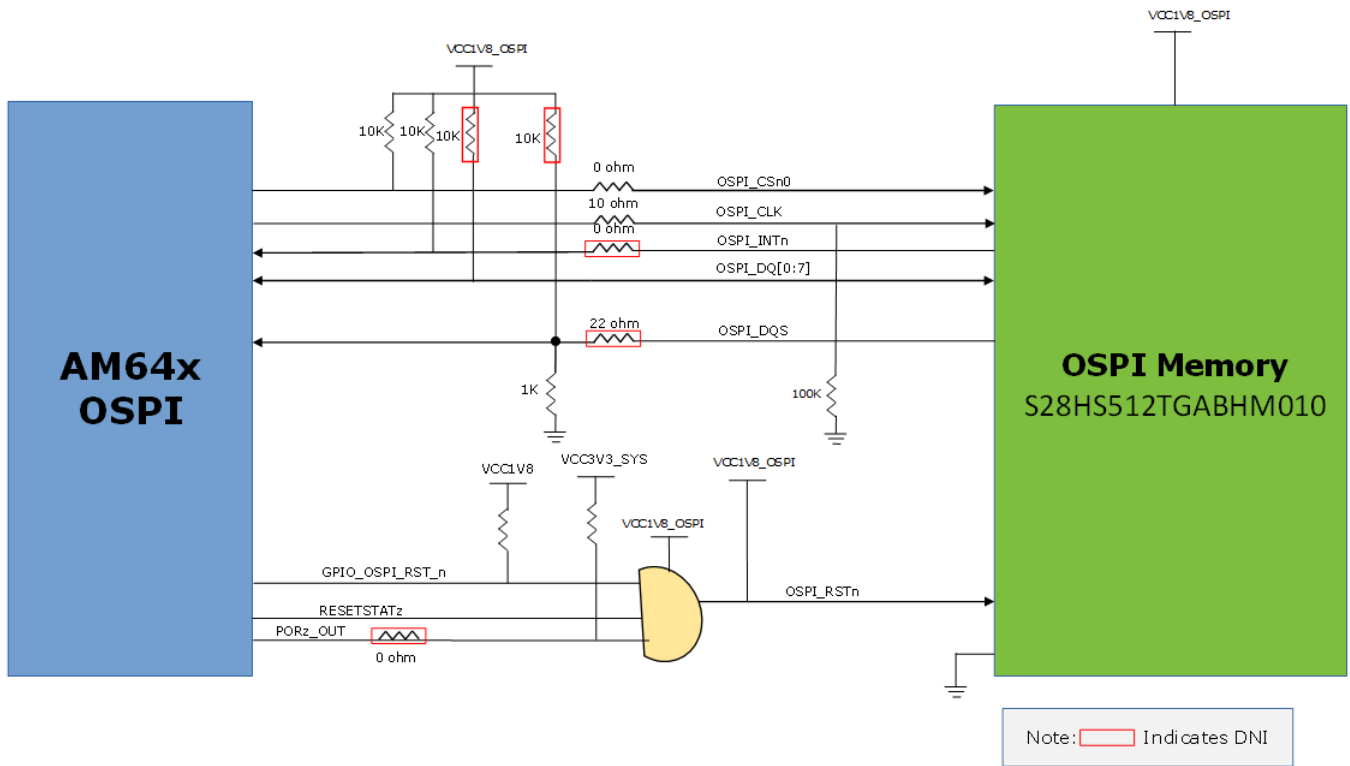 VCC1V8_OSPI
VCC1V8_OSPI
10K
10K
10K
10K
0 ohm
OSPI_CSn0
10 ohm
OSPI_CLK
0 ohm
OSPI_INTn
OSPI_DQ[0:7]
22 ohm
OSPI_DQS
AM64x
OSPI
OSPI Memory
S28HS512TGABHM010
1K
100K
VCC1V8
VCC3V3_SYS
VCC1V8_OSPI
VCC1V8_OSPI
GPIO_OSPI_RST_n
OSPI_RSTn
RESETSTATz
PORz_OUT
0 ohm
Note: Indicates DNI